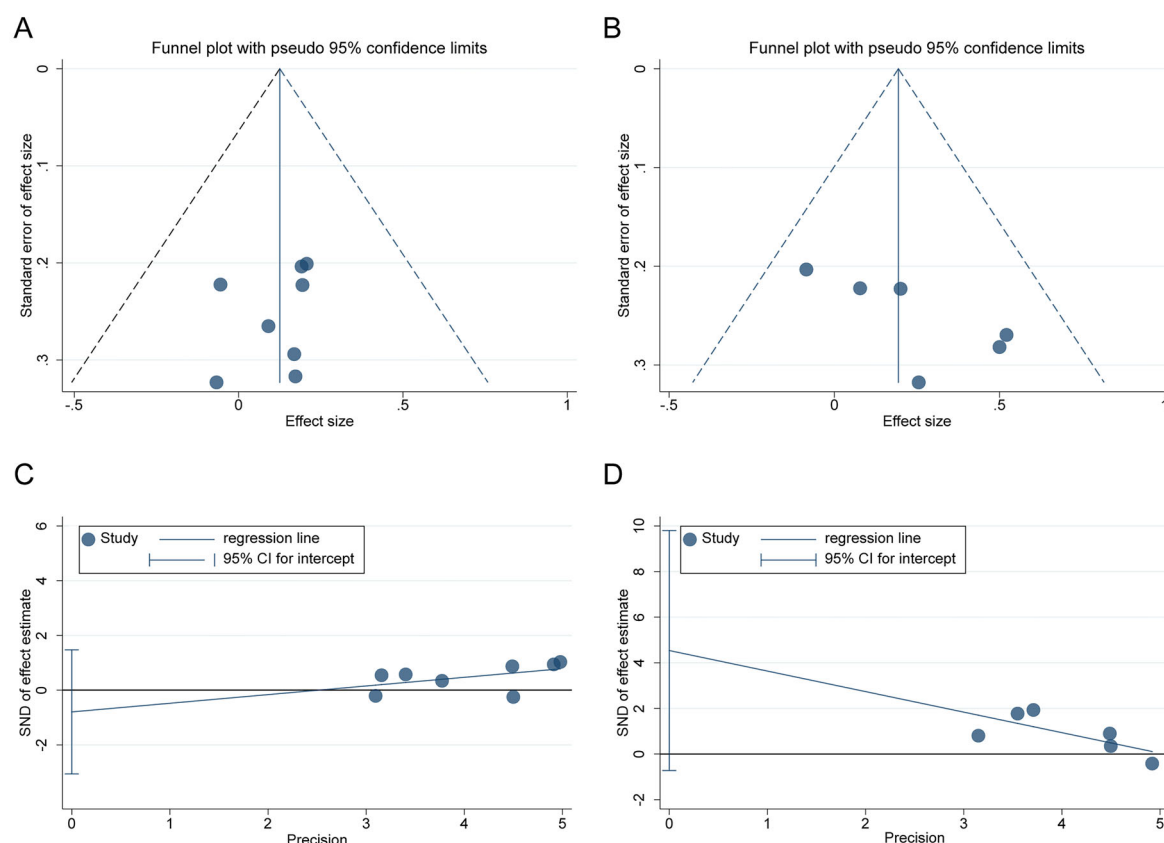 A
Funnel plot with pseudo 95% confidence limits
Standard error of effect size
0
.1
.2
.3
-.5
0
.5
1
Effect size
B
Funnel plot with pseudo 95% confidence limits
Standard error of effect size
0
.1
.2
.3
-.5
0
.5
1
Effect size
C
Study
regression line
95% CI for intercept
SND of effect estimate
6
4
2
0
-2
0
1
2
3
4
5
Precision
D
Study
regression line
95% CI for intercept
SND of effect estimate
10
8
6
4
2
0
-2
0
1
2
3
4
5
Precision